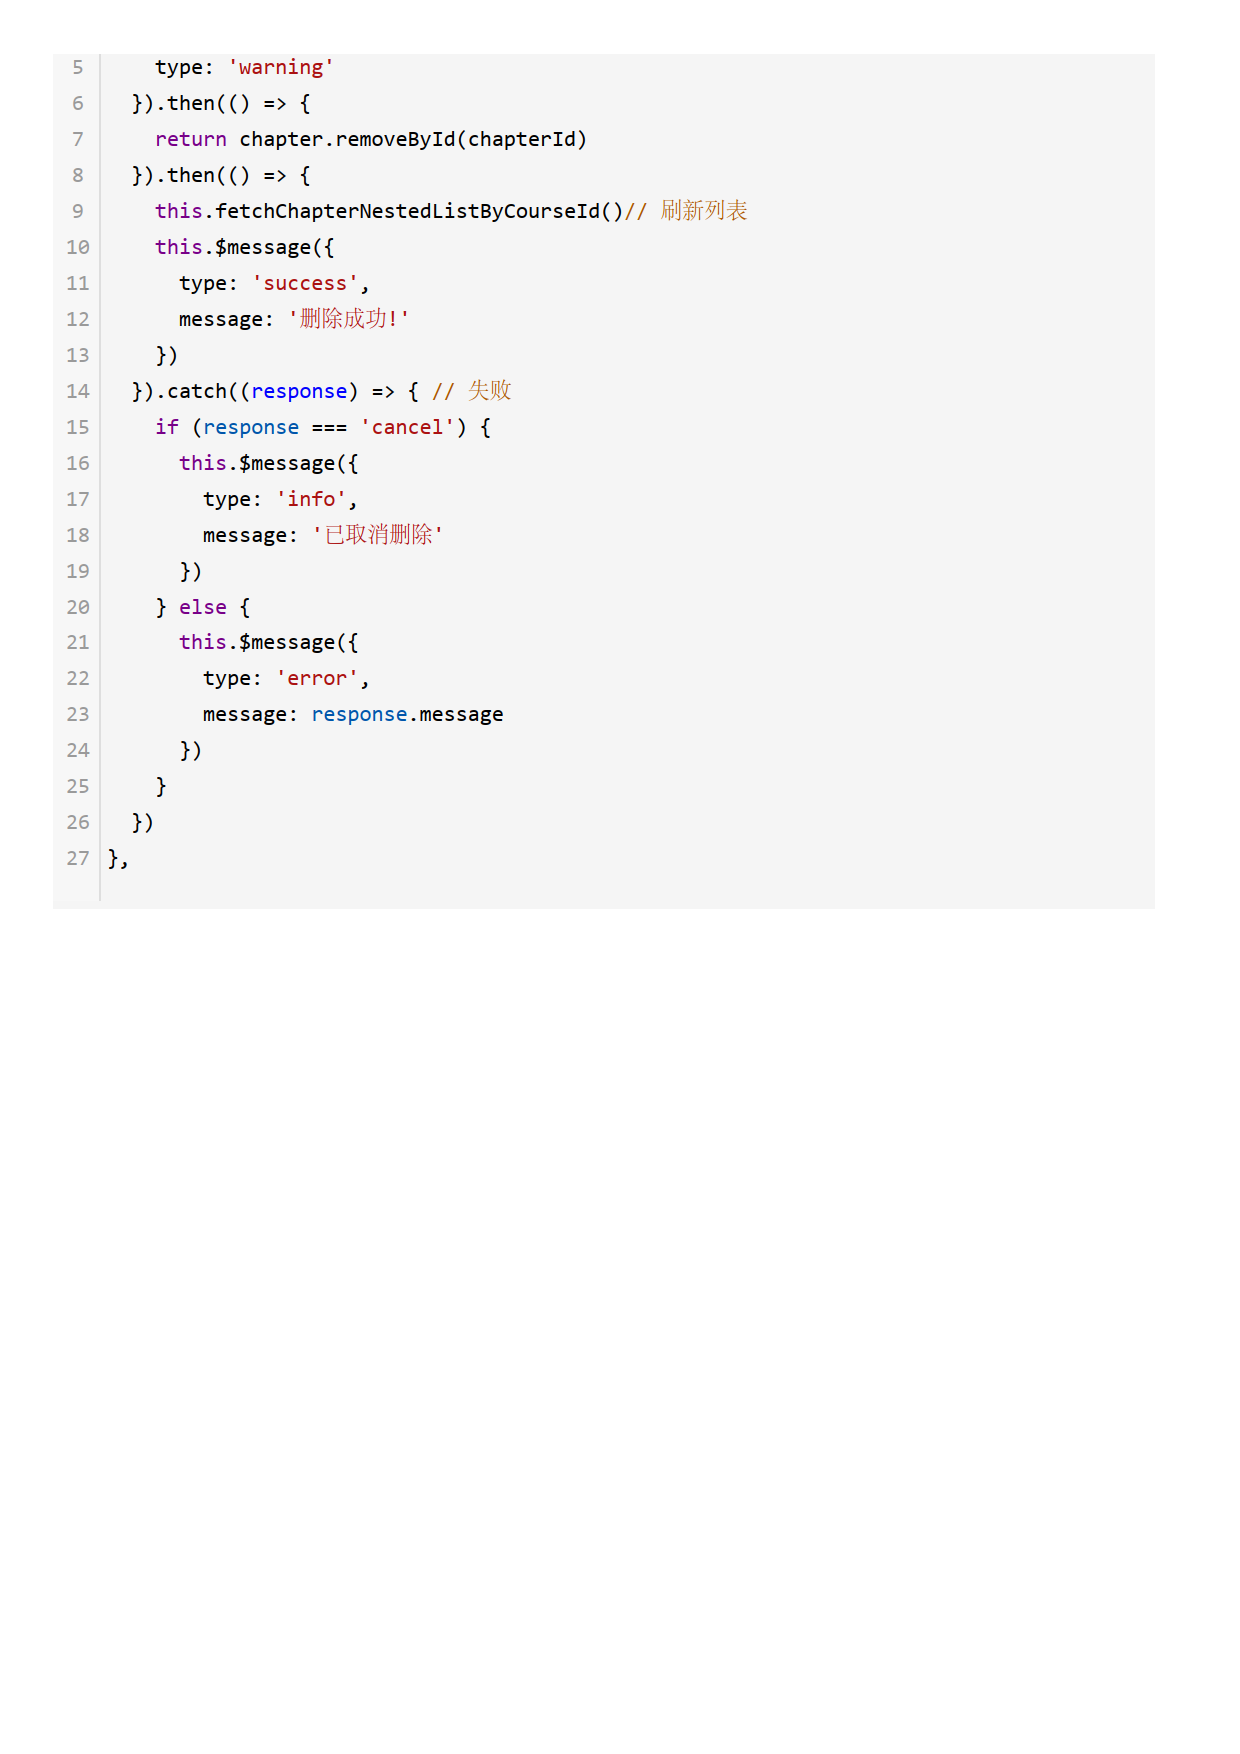 5     type: 'warning'
6   }).then(() => {
7     return chapter.removeById(chapterId)
8   }).then(() => {
9     this.fetchChapterNestedListByCourseId()// 刷新列表
10     this.$message({
11       type: 'success',
12       message: '删除成功!'
13     })
14   }).catch((response) => { // 失败
15     if (response === 'cancel') {
16       this.$message({
17         type: 'info',
18         message: '已取消删除'
19       })
20     } else {
21       this.$message({
22         type: 'error',
23         message: response.message
24       })
25     }
26   })
27 },